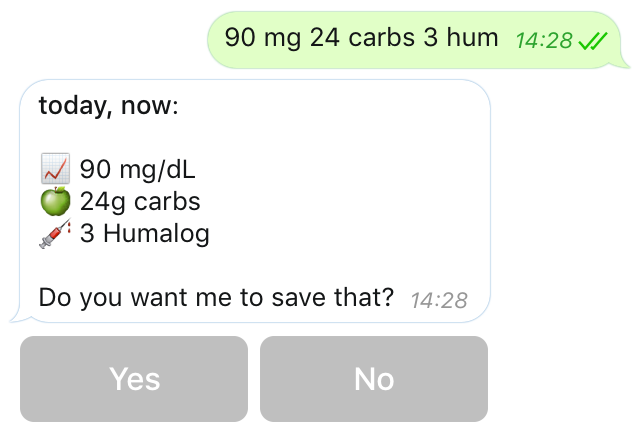 90 mg 24 carbs 3 hum 14:28
today, now:
90 mg/dL
24g carbs
3 Humalog
Do you want me to save that? 14:28
Yes No